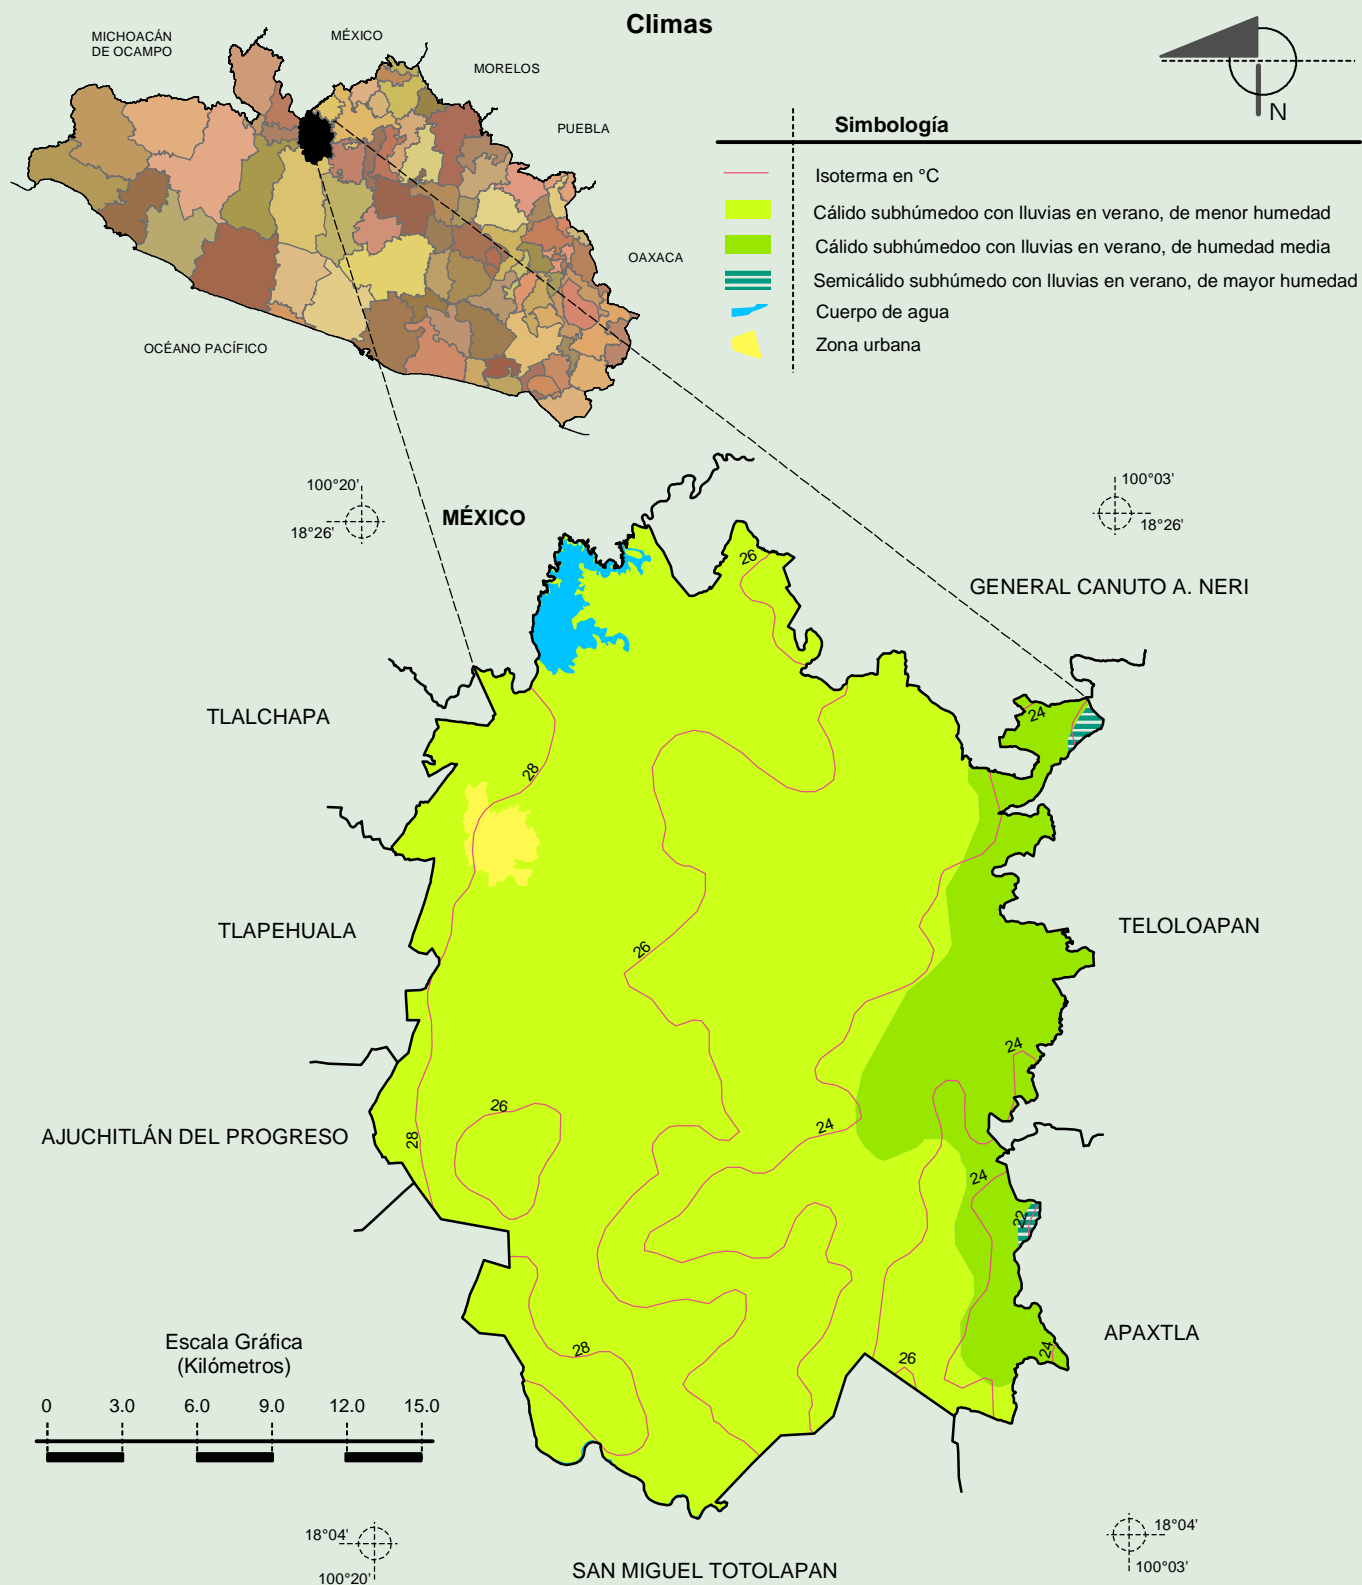 Climas
MICHOACÁN
DE OCAMPO
MÉXICO
MORELOS
PUEBLA
OAXACA
OCÉANO PACÍFICO
N
Simbología
Isoterma en °C
Cálido subhúmedoo con lluvias en verano, de menor humedad
Cálido subhúmedoo con lluvias en verano, de humedad media
Semicálido subhúmedo con lluvias en verano, de mayor humedad
Cuerpo de agua
Zona urbana
100°20'
18°26'
MÉXICO
100°03'
18°26'
GENERAL CANUTO A. NERI
26
TLALCHAPA
24
28
TLAPEHUALA
TELOLOAPAN
26
24
26
AJUCHITLÁN DEL PROGRESO
28
24
24
22
APAXTLA
28
26
24
Escala Gráfica
(Kilómetros)
0 3.0 6.0 9.0 12.0 15.0
18°04'
100°20'
SAN MIGUEL TOTOLAPAN
18°04'
100°03'